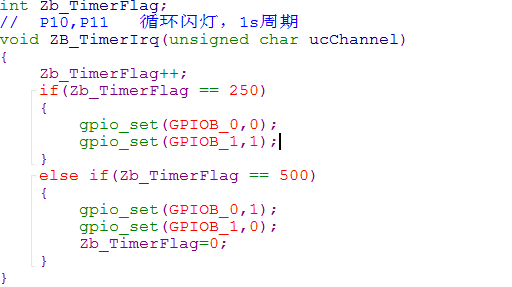 int Zb_TimerFlag;
//  P10,P11   循环闪灯，1s周期
void ZB_TimerIrq(unsigned char ucChannel)
{
    Zb_TimerFlag++;
    if(Zb_TimerFlag == 250)
    {
        gpio_set(GPIOB_0,0);
        gpio_set(GPIOB_1,1);
    }
    else if(Zb_TimerFlag == 500)
    {
        gpio_set(GPIOB_0,1);
        gpio_set(GPIOB_1,0);
        Zb_TimerFlag=0;
    }
}